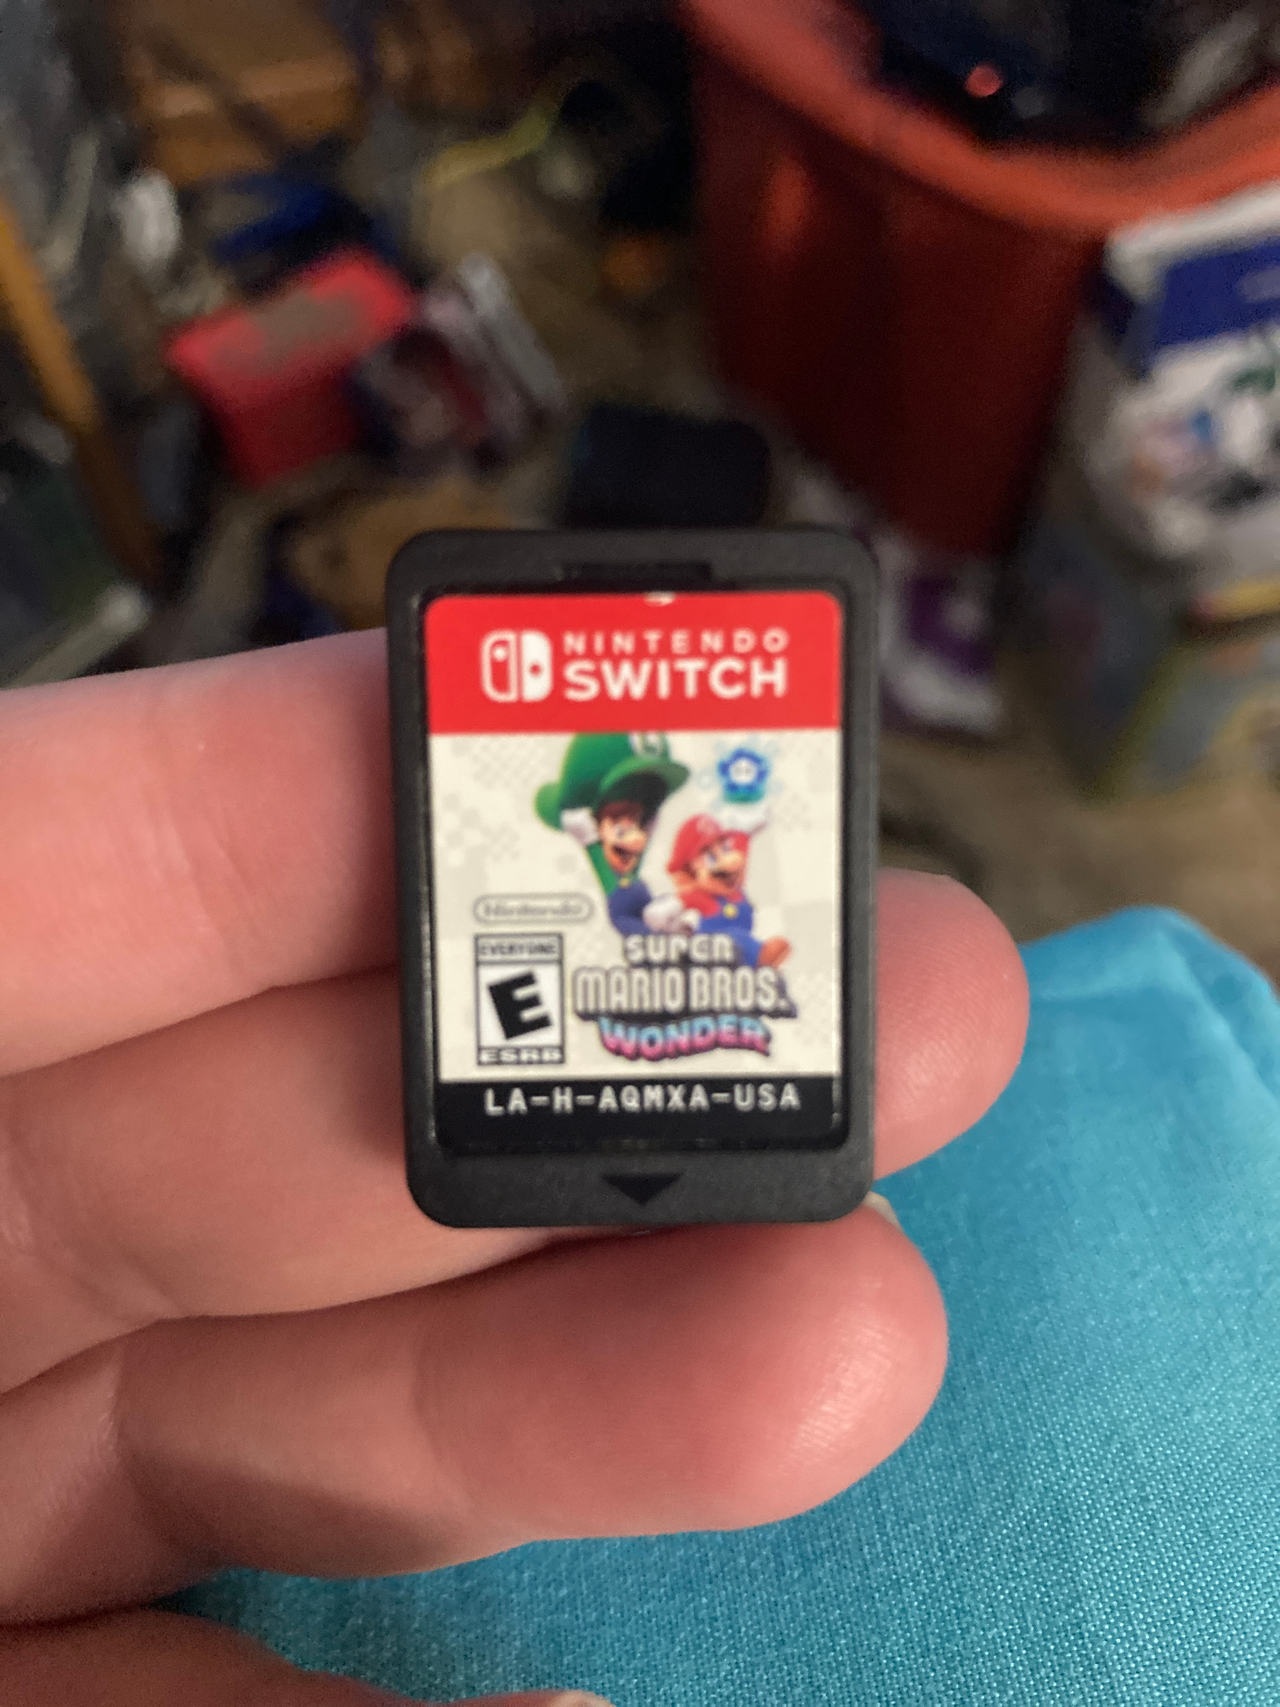 NINTENDO
SWITCH
L
M
Nintendo
EVERYONE
E
ESRB
SUPER
MARIO BROS.
WONDER
LA-H-AQMXA-USA